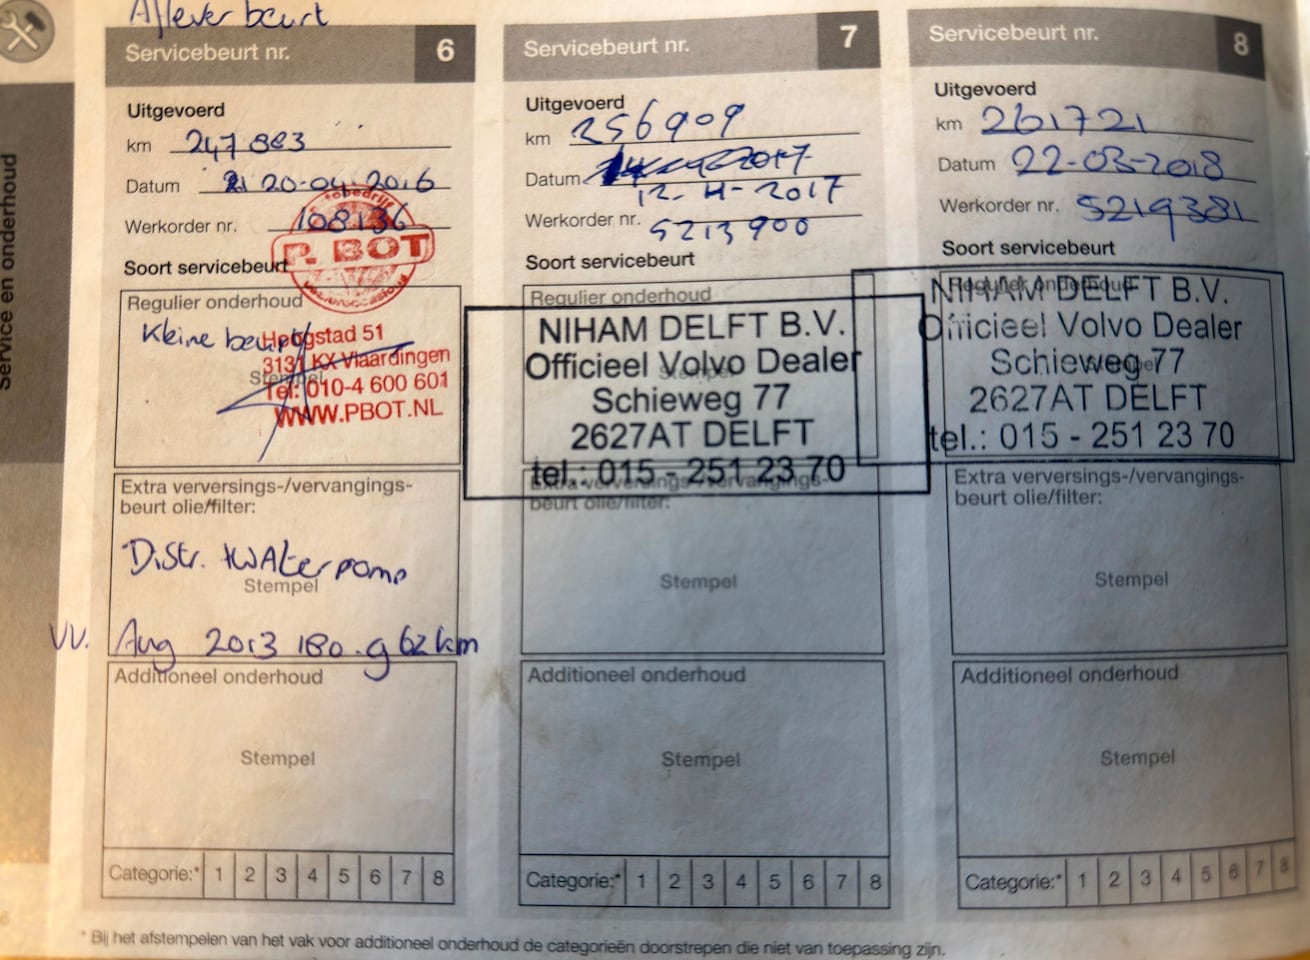 Service en onderhoud
Aflever beurt
Servicebeurt nr. 6
Uitgevoerd
km 247883
Datum 20-04-2016
Werkorder nr. 108136
P. BOT
Soort servicebeurt
Regulier onderhoud
Kleine beurt
Stempel
Hoogstad 51
3131 KX Vlaardingen
Tel: 010-4 600 601
WWW.PBOT.NL
Extra verversings-/vervangings-
beurt olie/filter:
Distr. + WAterpomp
Stempel
VV. Aug 2013 180.962 km
Additioneel onderhoud
Stempel
Categorie:* 1 2 3 4 5 6 7 8
Servicebeurt nr. 7
Uitgevoerd
km 256909
Datum 2017
12-4-2017
Werkorder nr. 5213900
Soort servicebeurt
Regulier onderhoud
Stempel
NIHAM DELFT B.V.
Officieel Volvo Dealer
Schieweg 77
2627AT DELFT
tel.: 015 - 251 23 70
Extra verversings-/vervangings-
beurt olie/filter:
Stempel
Additioneel onderhoud
Stempel
Categorie:* 1 2 3 4 5 6 7 8
Servicebeurt nr. 8
Uitgevoerd
km 261721
Datum 22-03-2018
Werkorder nr. 5219381
Soort servicebeurt
Regulier onderhoud
Stempel
NIHAM DELFT B.V.
Officieel Volvo Dealer
Schieweg 77
2627AT DELFT
tel.: 015 - 251 23 70
Extra verversings-/vervangings-
beurt olie/filter:
Stempel
Additioneel onderhoud
Stempel
Categorie:* 1 2 3 4 5 6 7 8
* Bij het afstempelen van het vak voor additioneel onderhoud de categorieën doorstrepen die niet van toepassing zijn.